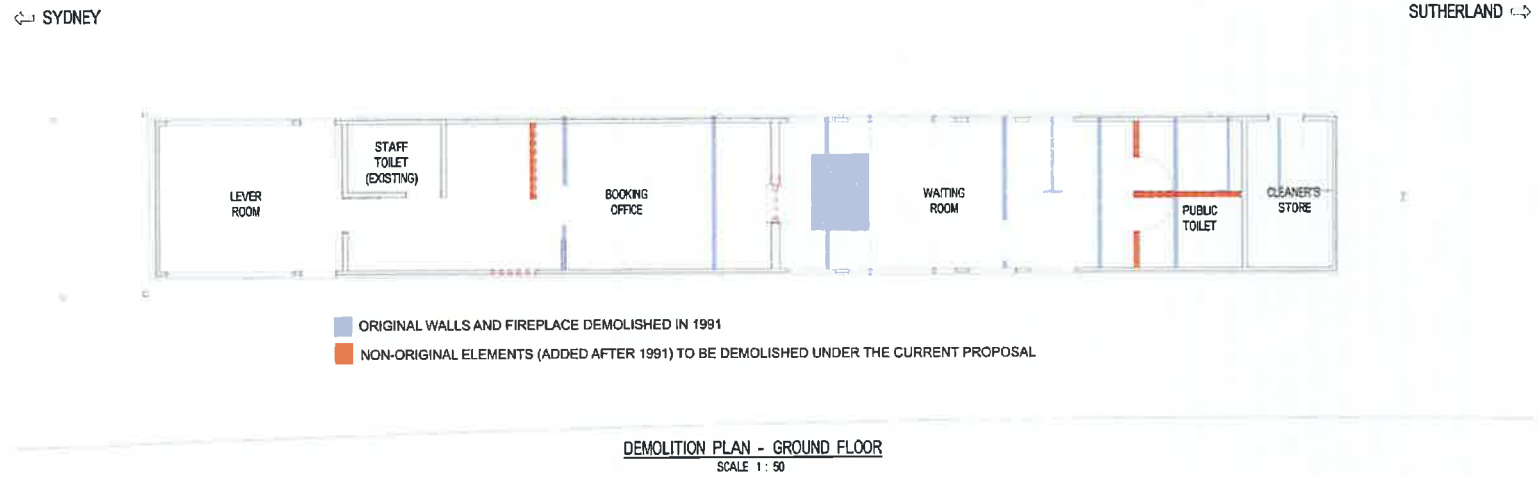 SYDNEY
SUTHERLAND
LEVER
ROOM
STAFF
TOILET
(EXISTING)
BOOKING
OFFICE
WAITING
ROOM
PUBLIC
TOILET
CLEANER'S
STORE
ORIGINAL WALLS AND FIREPLACE DEMOLISHED IN 1991
NON-ORIGINAL ELEMENTS (ADDED AFTER 1991) TO BE DEMOLISHED UNDER THE CURRENT PROPOSAL
DEMOLITION PLAN - GROUND FLOOR
SCALE 1 : 50